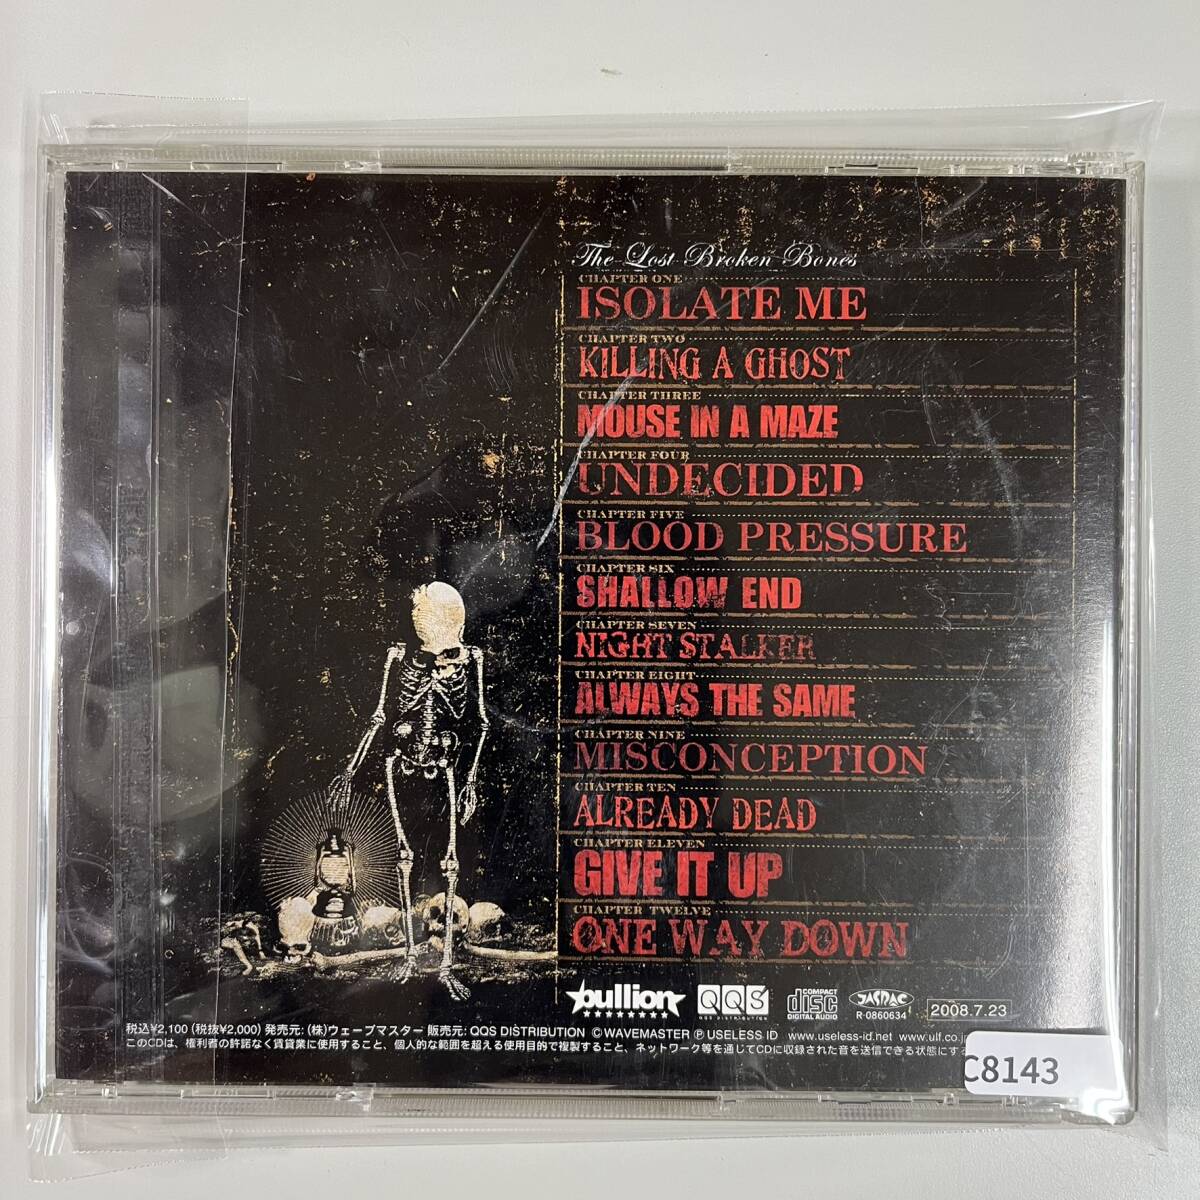 The Lost Broken Bones
CHAPTER ONE
ISOLATE ME
CHAPTER TWO
KILLING A GHOST
CHAPTER THREE
MOUSE IN A MAZE
CHAPTER FOUR
UNDECIDED
CHAPTER FIVE
BLOOD PRESSURE
CHAPTER SIX
SHALLOW END
CHAPTER SEVEN
NIGHT STALKER
CHAPTER EIGHT
ALWAYS THE SAME
CHAPTER NINE
MISCONCEPTION
CHAPTER TEN
ALREADY DEAD
CHAPTER ELEVEN
GIVE IT UP
CHAPTER TWELVE
ONE WAY DOWN
bullion
QQS
QQS DISTRIBUTION
COMPACT
disc
DIGITAL AUDIO
JASRAC
R-0860634
2008.7.23
税込¥2,100 (税抜¥2,000) 発売元: (株)ウェーブマスター 販売元: QQS DISTRIBUTION ©WAVEMASTER ℗USELESS ID www.useless-id.net www.ulf.co
このCDは、権利者の許諾なく賃貸業に使用すること、個人的な範囲を超える使用目的で複製すること、ネットワーク等を通じてCDに収録された音を送信できる状態にする
C8143